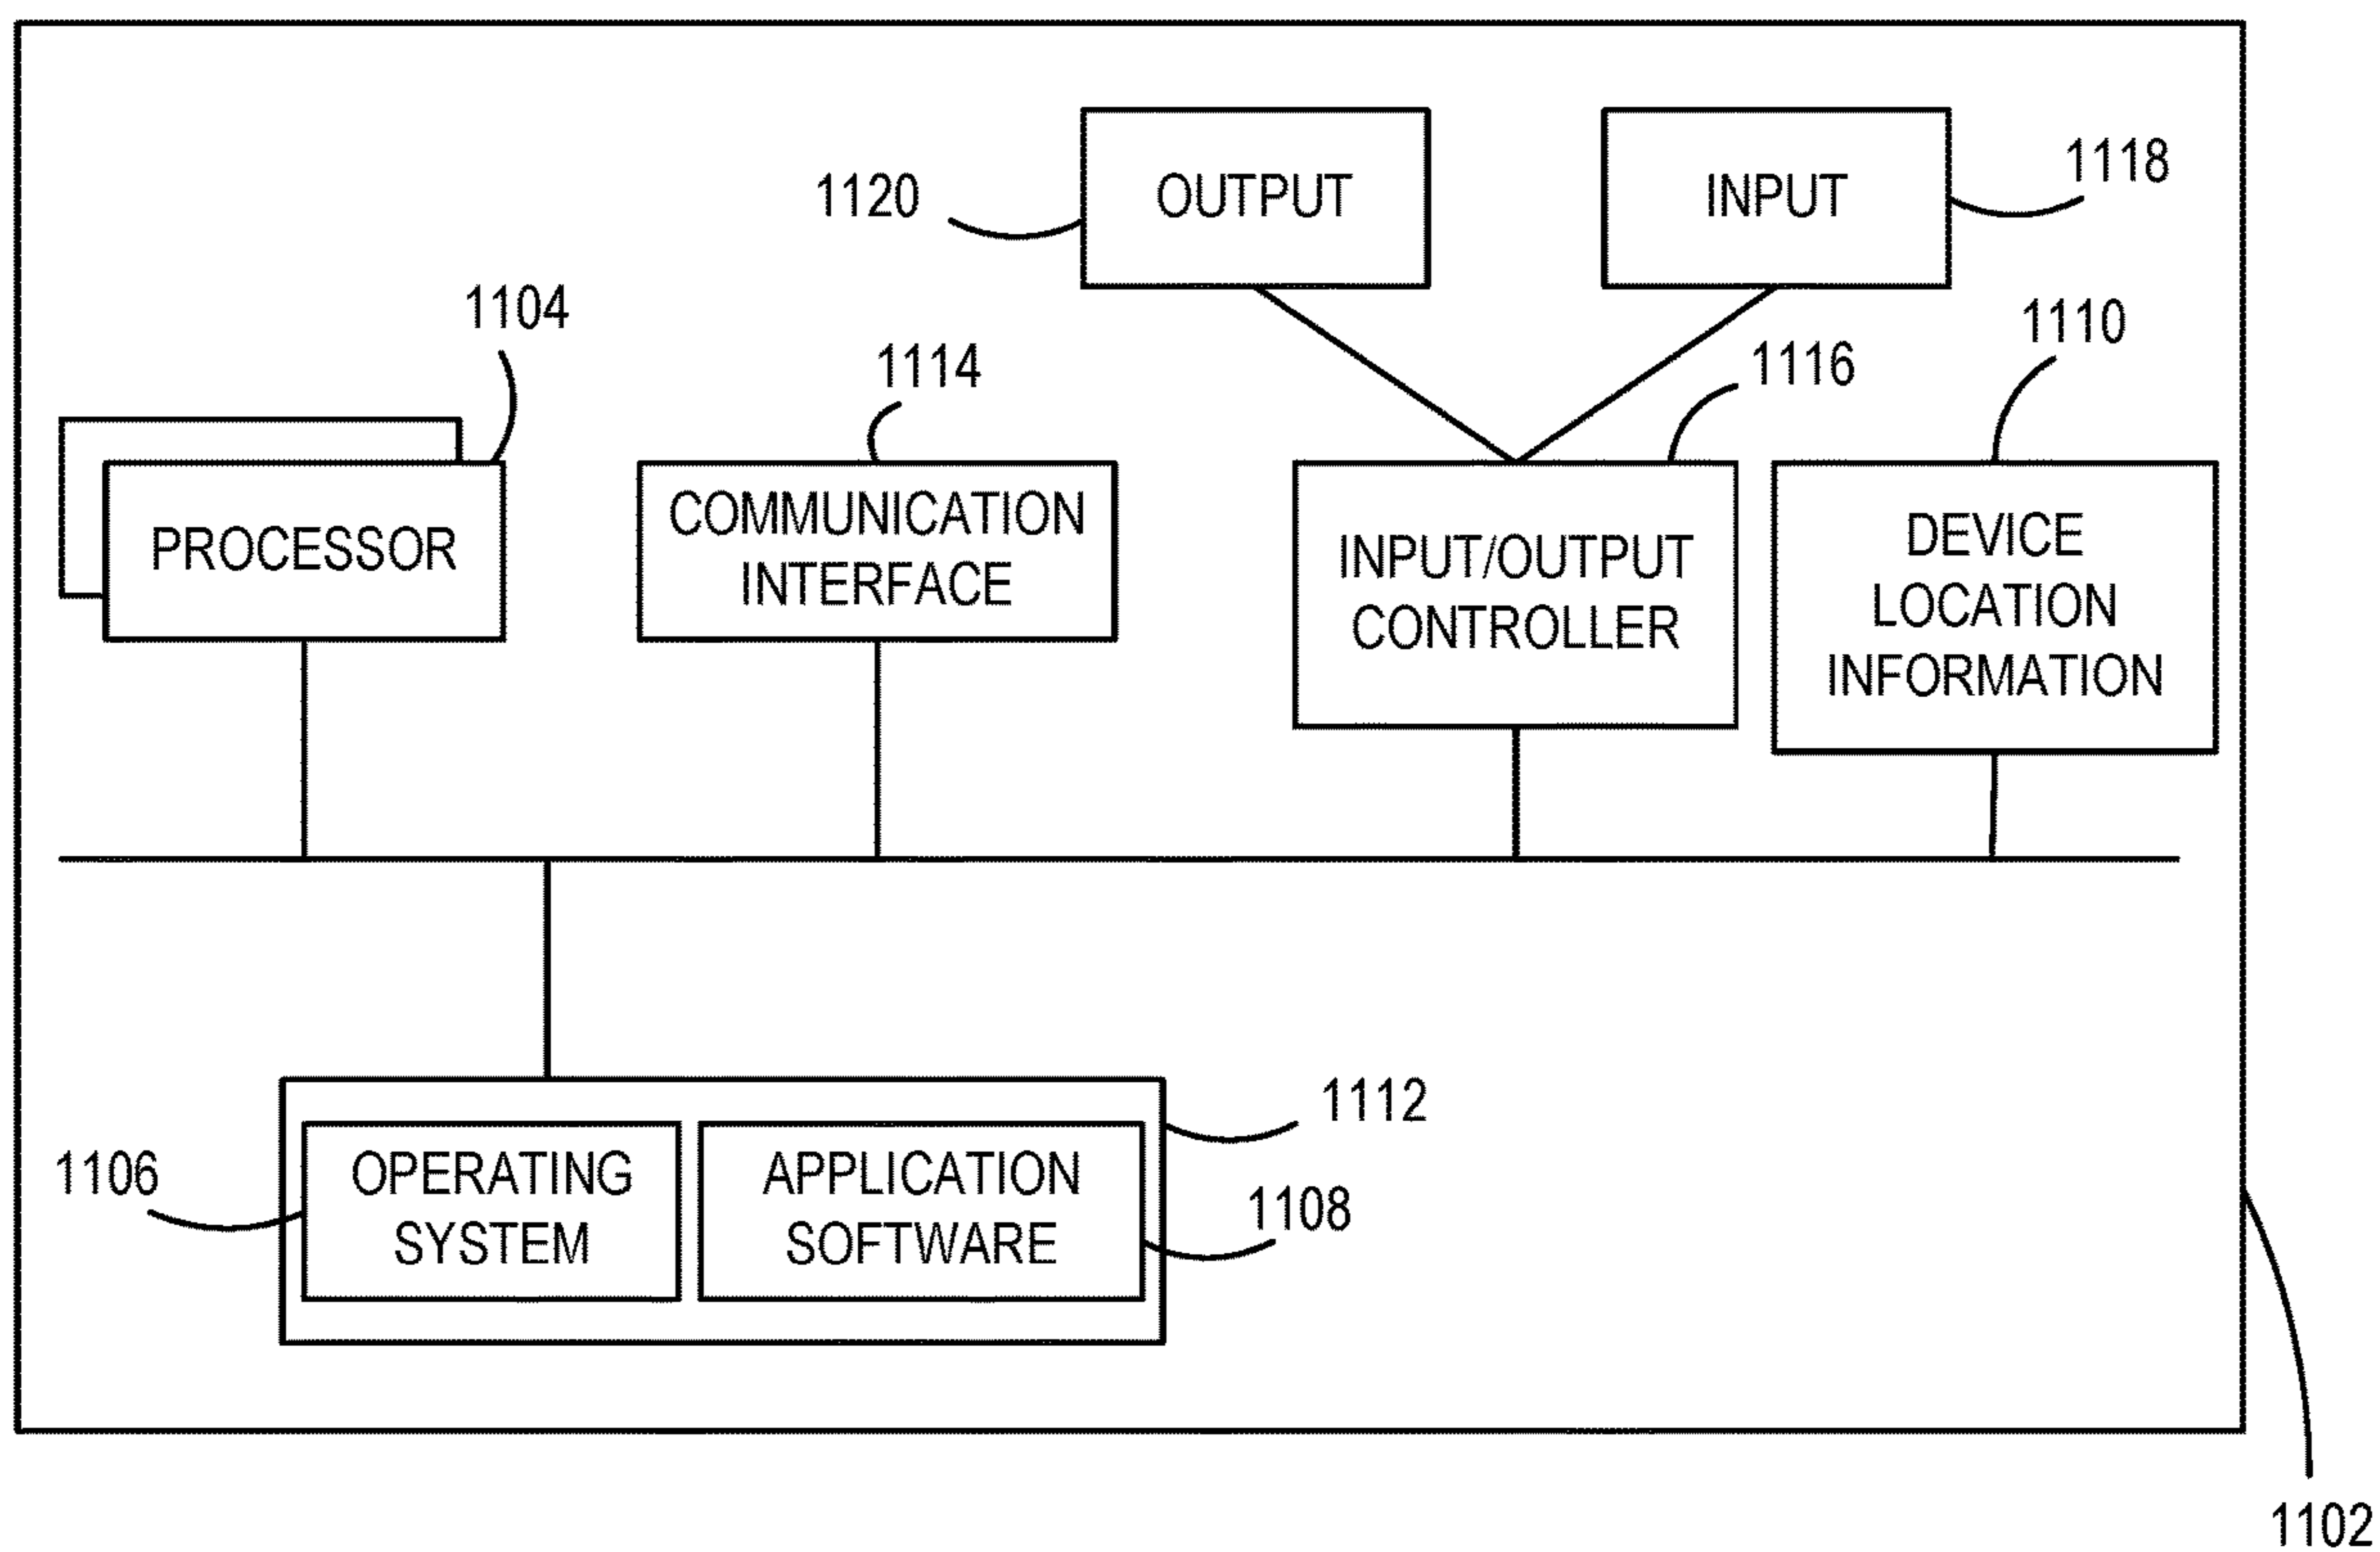 OUTPUT
INPUT
1118
1120
1104
1114
1116
1110
PROCESSOR
COMMUNICATION
INTERFACE
INPUT/OUTPUT
CONTROLLER
DEVICE
LOCATION
INFORMATION
1112
1106
OPERATING
SYSTEM
APPLICATION
SOFTWARE
1108
1102